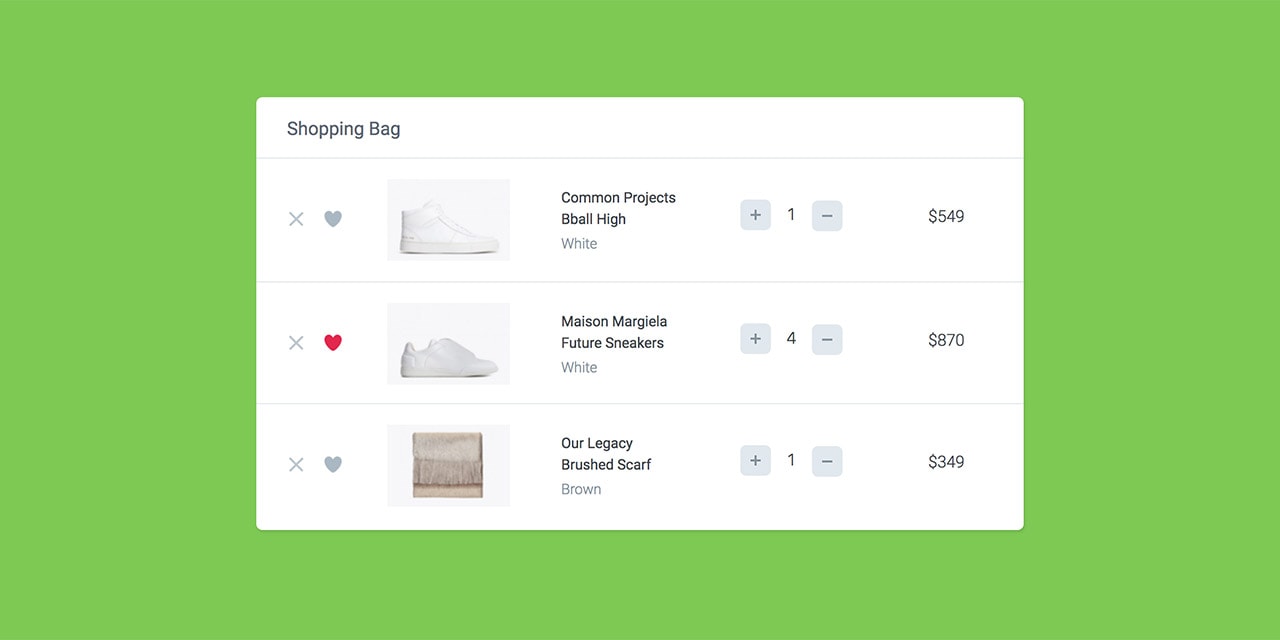 Shopping Bag
Common Projects
Bball High
White
+ 1 −
$549
Maison Margiela
Future Sneakers
White
+ 4 −
$870
Our Legacy
Brushed Scarf
Brown
+ 1 −
$349